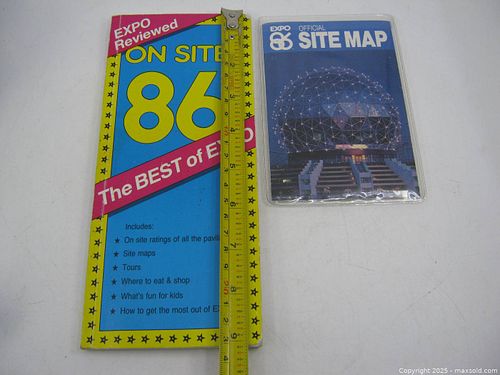 EXPO
Reviewed
ON SITE
86
The BEST of EXPO
Includes:
★ On site ratings of all the pavil
★ Site maps
★ Tours
★ Where to eat & shop
★ What's fun for kids
★ How to get the most out of E
EXPO
86
OFFICIAL
SITE MAP
Copyright 2025 - maxsold.com